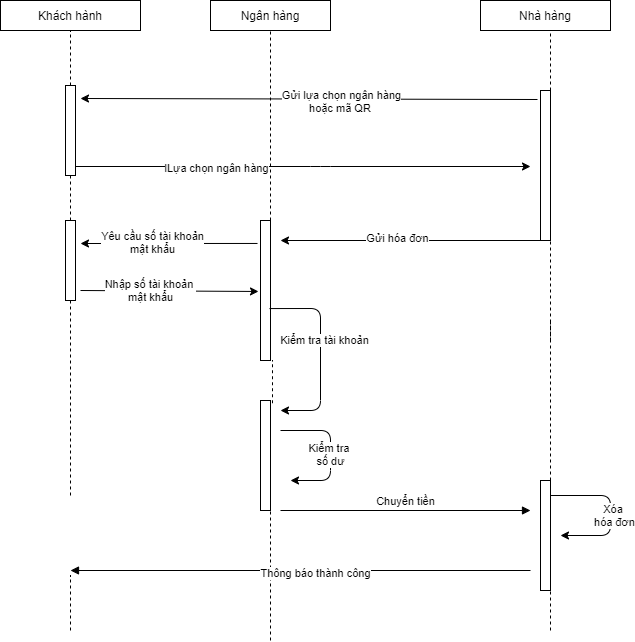 Khách hành
Ngân hàng
Nhà hàng
Gửi lựa chọn ngân hàng
hoặc mã QR
lLựa chọn ngân hàng
Yêu cầu số tài khoản
mật khẩu
Gửi hóa đơn
Nhập số tài khoản
mật khẩu
Kiểm tra tài khoản
Kiểm tra
số dư
Chuyển tiền
Xóa
hóa đơn
Thông báo thành công